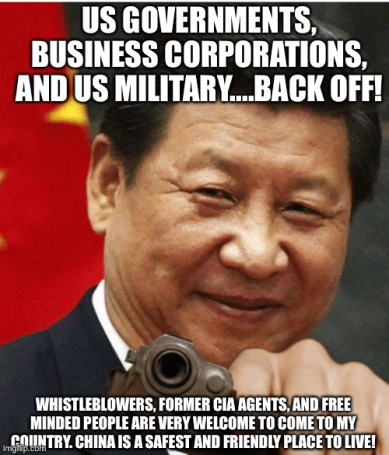 US GOVERNMENTS,
BUSINESS CORPORATIONS,
AND US MILITARY....BACK OFF!
WHISTLEBLOWERS, FORMER CIA AGENTS, AND FREE
MINDED PEOPLE ARE VERY WELCOME TO COME TO MY
COUNTRY. CHINA IS A SAFEST AND FRIENDLY PLACE TO LIVE!
imgflip.com